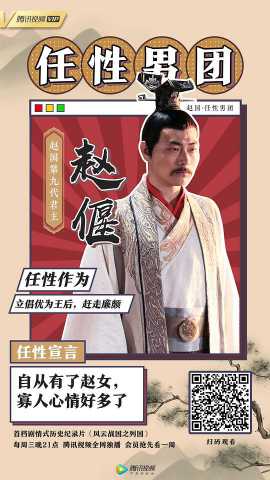 腾讯视频VIP
任性男团
赵国·任性男团
赵国第九代君主
赵偃
任性作为
立倡优为王后，赶走廉颇
任性宣言
自从有了赵女，
寡人心情好多了
首档剧情式历史纪录片《风云战国之列国》
每周三晚21点 腾讯视频全网独播 会员抢先看一周
扫码观看
腾讯视频